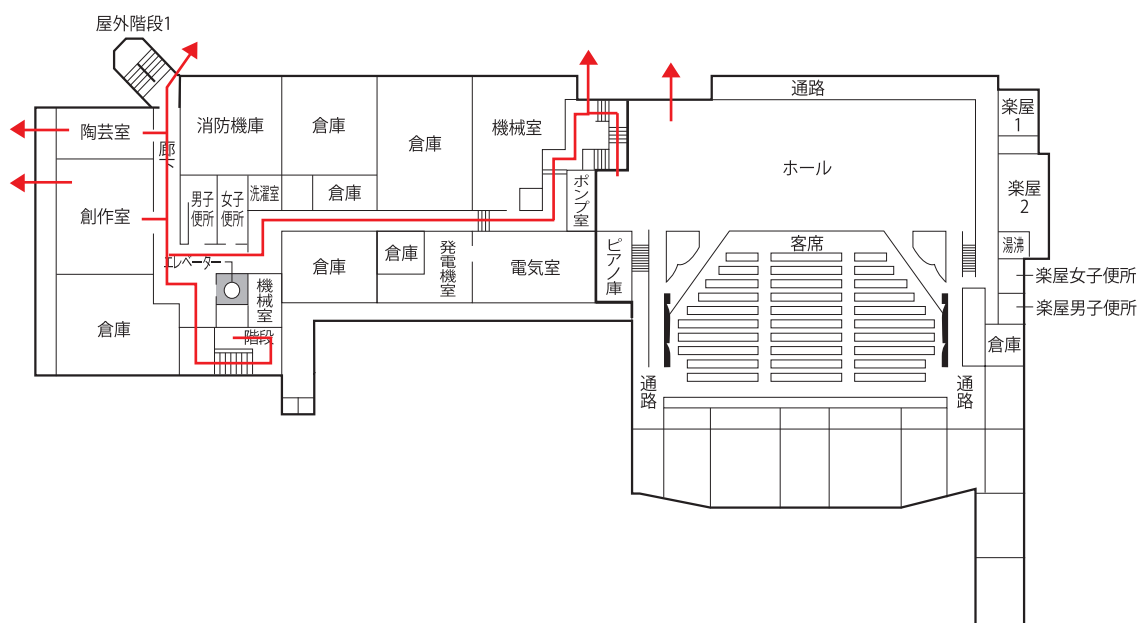 屋外階段1
通路
楽屋
1
陶芸室
廊下
消防機庫
倉庫
倉庫
機械室
ホール
男子
便所
女子
便所
洗濯室
倉庫
ポンプ室
楽屋
2
創作室
エレベーター
倉庫
倉庫
発電機室
電気室
ピアノ庫
客席
湯沸
楽屋女子便所
楽屋男子便所
機械室
倉庫
階段
倉庫
通路
通路